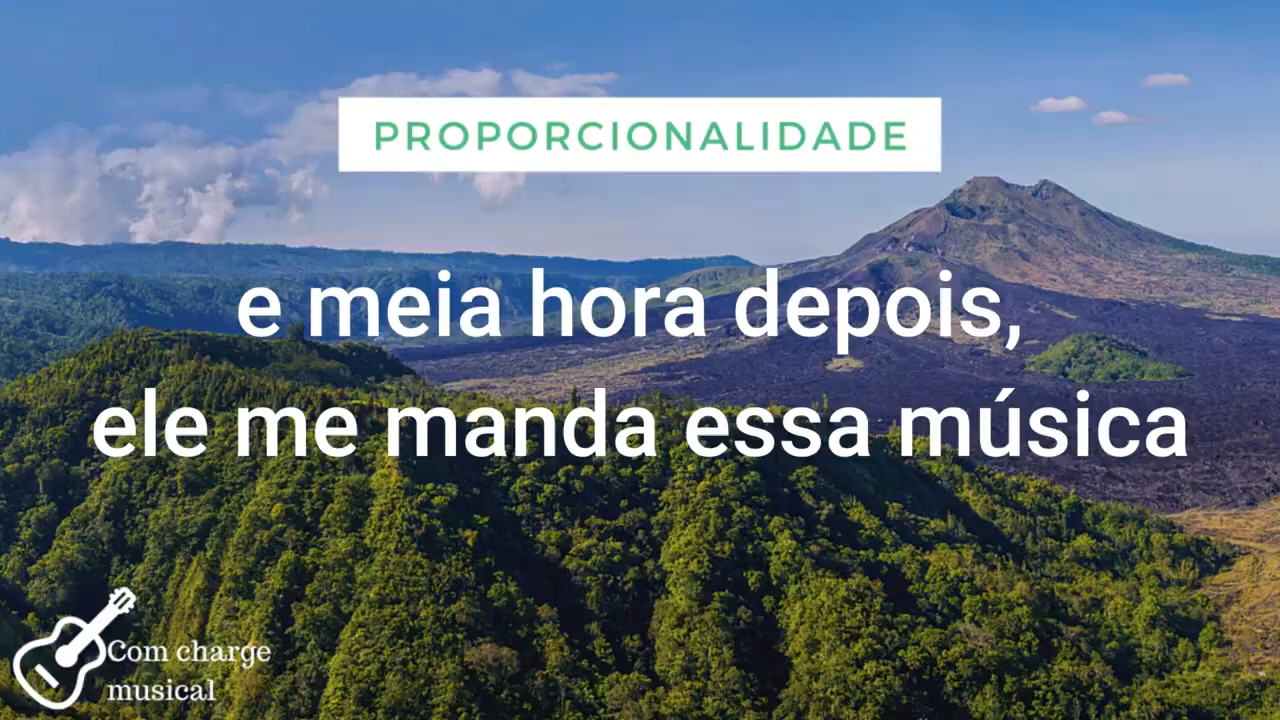 PROPORCIONALIDADE
e meia hora depois,
ele me manda essa música
Com charge
musical